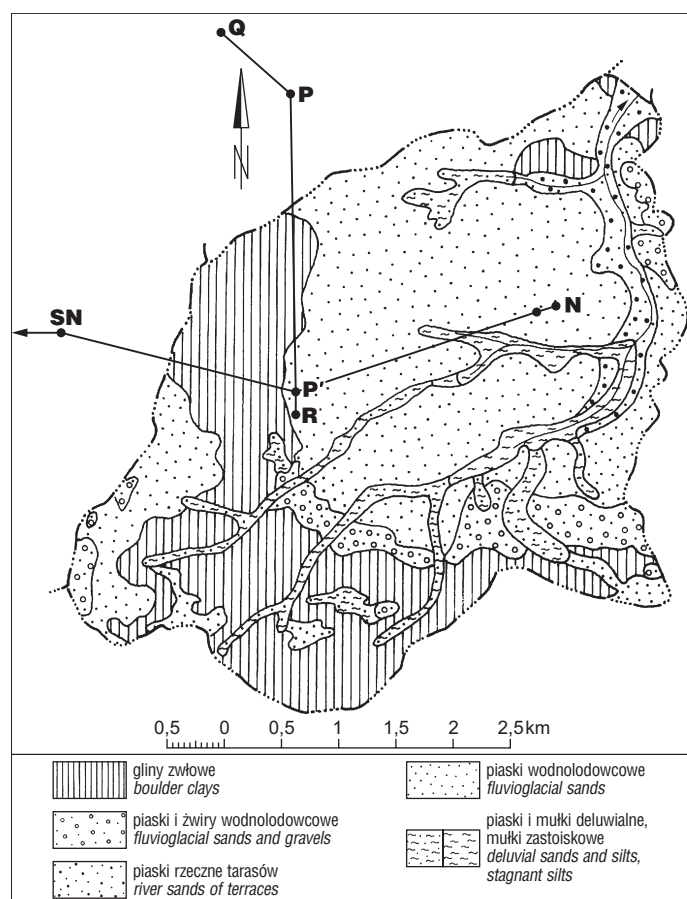 Q
P
N
SN
N
P'
R
0,5 0 0,5 1 1,5 2 2,5 km
gliny zwłowe
boulder clays
piaski i żwiry wodnolodowcowe
fluvioglacial sands and gravels
piaski rzeczne tarasów
river sands of terraces
piaski wodnolodowcowe
fluvioglacial sands
piaski i mułki deluwialne,
mułki zastoiskowe
deluvial sands and silts,
stagnant silts